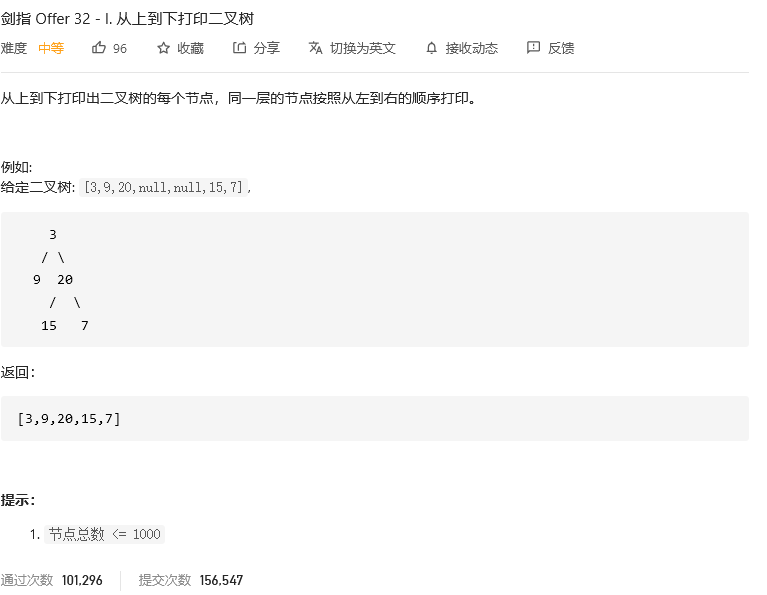 剑指 Offer 32 - I. 从上到下打印二叉树
难度 中等 96 收藏 分享 切换为英文 接收动态 反馈
从上到下打印出二叉树的每个节点，同一层的节点按照从左到右的顺序打印。
例如:
给定二叉树: [3,9,20,null,null,15,7],
3
/ \
9 20
/ \
15 7
返回：
[3,9,20,15,7]
提示：
1. 节点总数 <= 1000
通过次数 101,296 提交次数 156,547